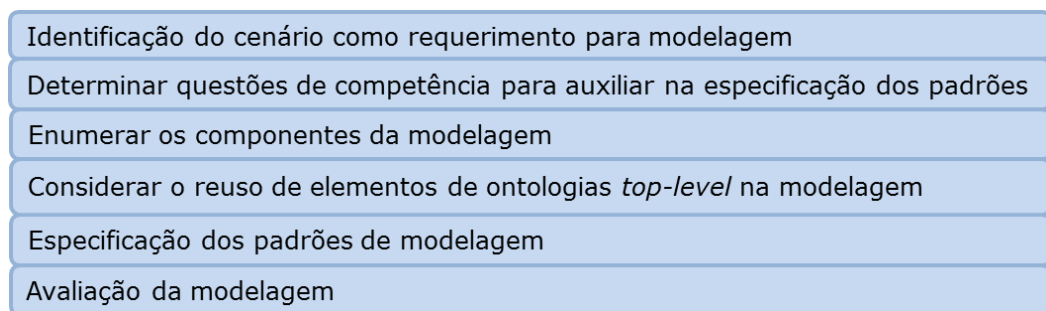 Identificação do cenário como requerimento para modelagem
Determinar questões de competência para auxiliar na especificação dos padrões
Enumerar os componentes da modelagem
Considerar o reuso de elementos de ontologias top-level na modelagem
Especificação dos padrões de modelagem
Avaliação da modelagem